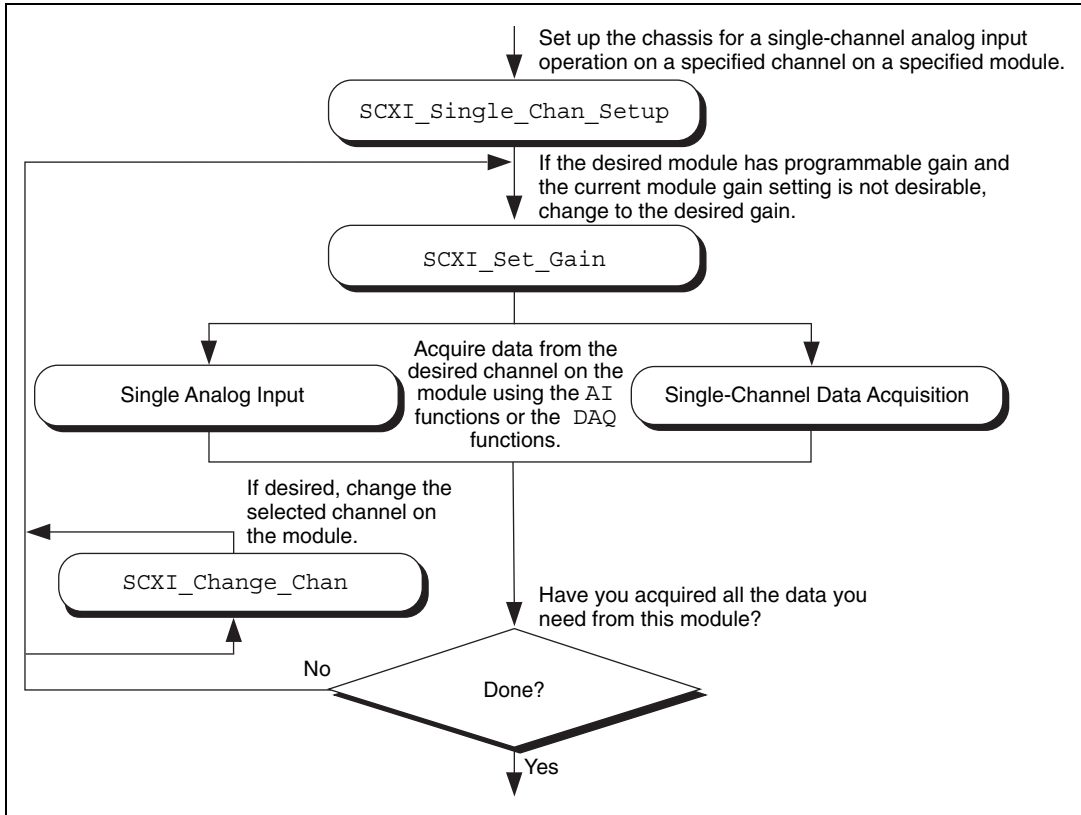 Set up the chassis for a single-channel analog input
operation on a specified channel on a specified module.
SCXI_Single_Chan_Setup
If the desired module has programmable gain and
the current module gain setting is not desirable,
change to the desired gain.
SCXI_Set_Gain
Single Analog Input
Acquire data from the
desired channel on the
module using the AI
functions or the DAQ
functions.
Single-Channel Data Acquisition
If desired, change the
selected channel on
the module.
SCXI_Change_Chan
Have you acquired all the data you
need from this module?
No
Done?
Yes